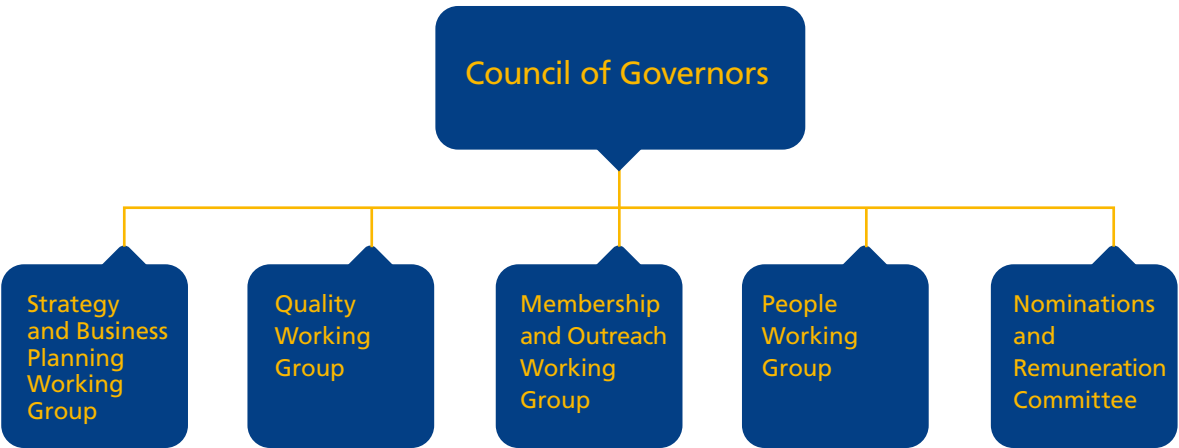 Council of Governors
Strategy
and Business
Planning
Working
Group
Quality
Working
Group
Membership
and Outreach
Working
Group
People
Working
Group
Nominations
and
Remuneration
Committee